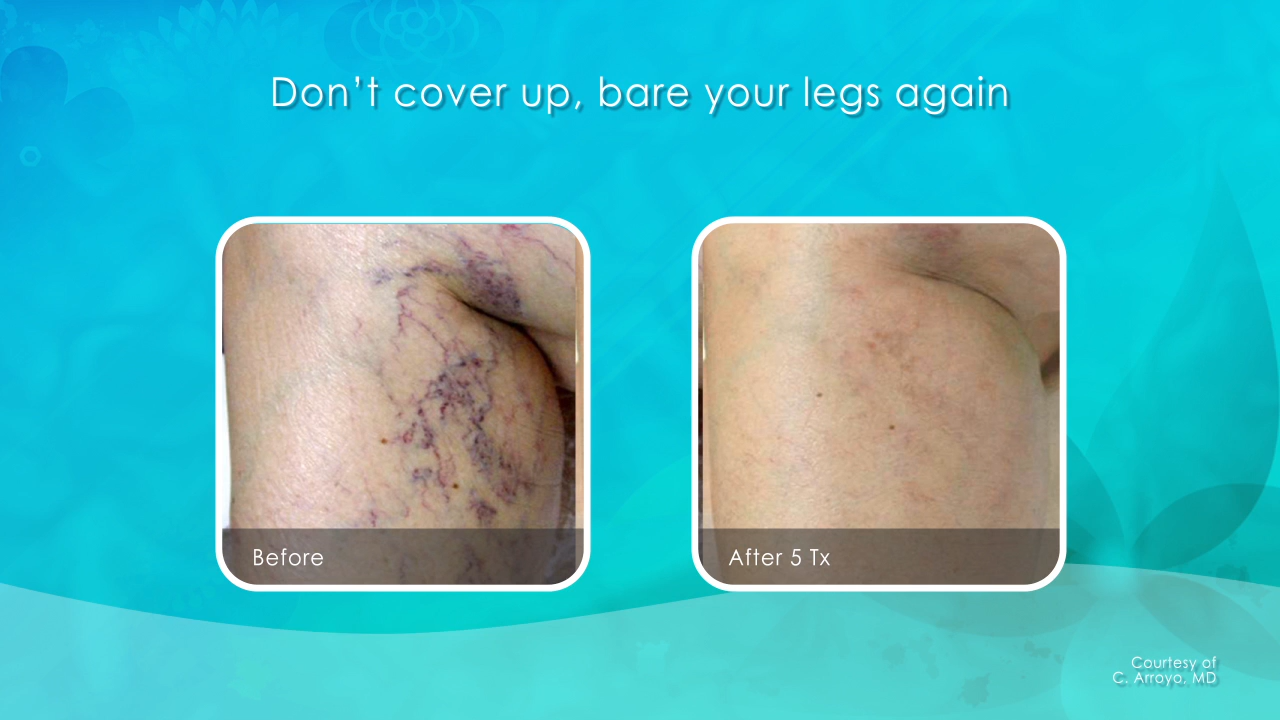 Don’t cover up, bare your legs again
Before
After 5 Tx
Courtesy of
C. Arroyo, MD